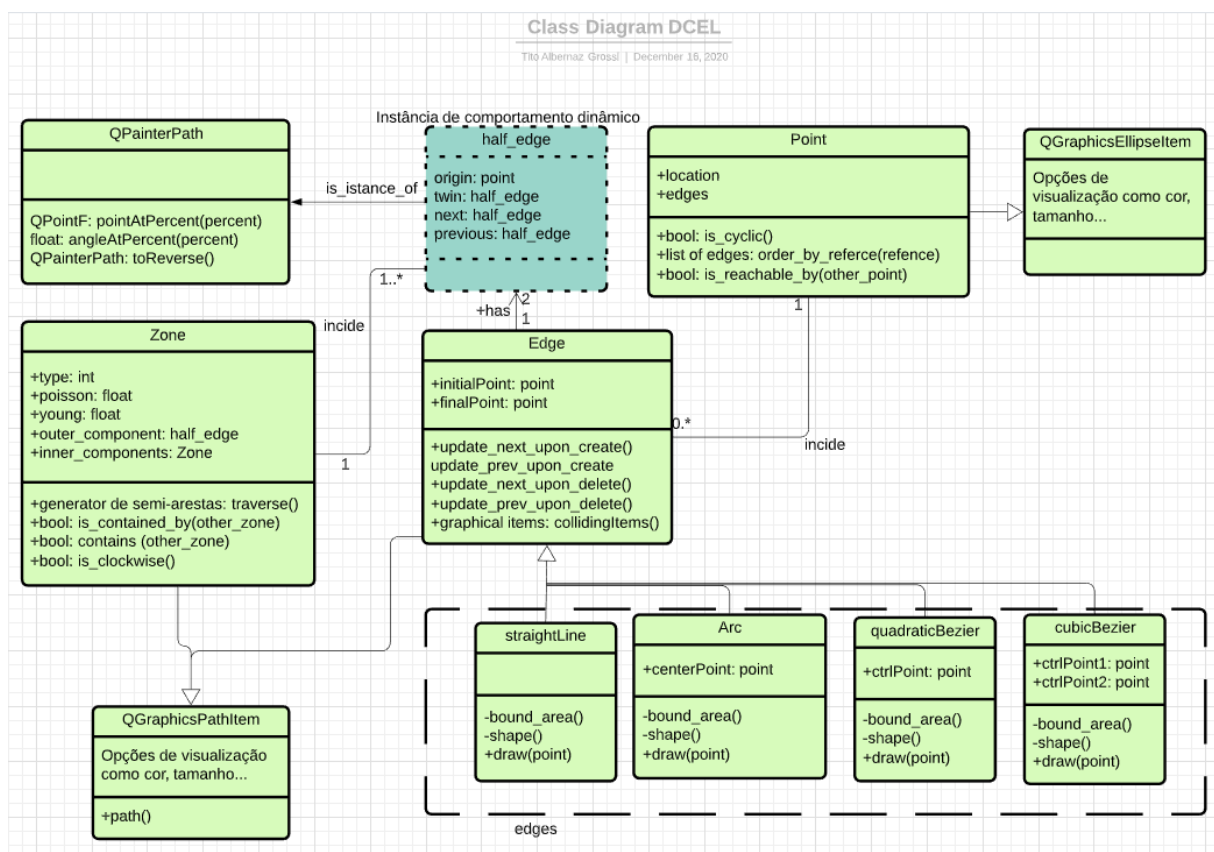 Class Diagram DCEL
Tito Albernaz Grossi | December 16, 2020
Instância de comportamento dinâmico
QPainterPath
QPointF: pointAtPercent(percent)
float: angleAtPercent(percent)
QPainterPath: toReverse()
is_istance_of
half_edge
origin: point
twin: half_edge
next: half_edge
previous: half_edge
Point
+location
+edges
+bool: is_cyclic()
+list of edges: order_by_referce(refence)
+bool: is_reachable_by(other_point)
QGraphicsEllipseItem
Opções de
visualização como cor,
tamanho...
1..*
incide
1
+has
2
1
1
0.*
incide
Zone
+type: int
+poisson: float
+young: float
+outer_component: half_edge
+inner_components: Zone
+generator de semi-arestas: traverse()
+bool: is_contained_by(other_zone)
+bool: contains (other_zone)
+bool: is_clockwise()
Edge
+initialPoint: point
+finalPoint: point
+update_next_upon_create()
update_prev_upon_create
+update_next_upon_delete()
+update_prev_upon_delete()
+graphical items: collidingItems()
QGraphicsPathItem
Opções de visualização
como cor, tamanho...
+path()
straightLine
-bound_area()
-shape()
+draw(point)
Arc
+centerPoint: point
-bound_area()
-shape()
+draw(point)
quadraticBezier
+ctrlPoint: point
-bound_area()
-shape()
+draw(point)
cubicBezier
+ctrlPoint1: point
+ctrlPoint2: point
-bound_area()
-shape()
+draw(point)
edges